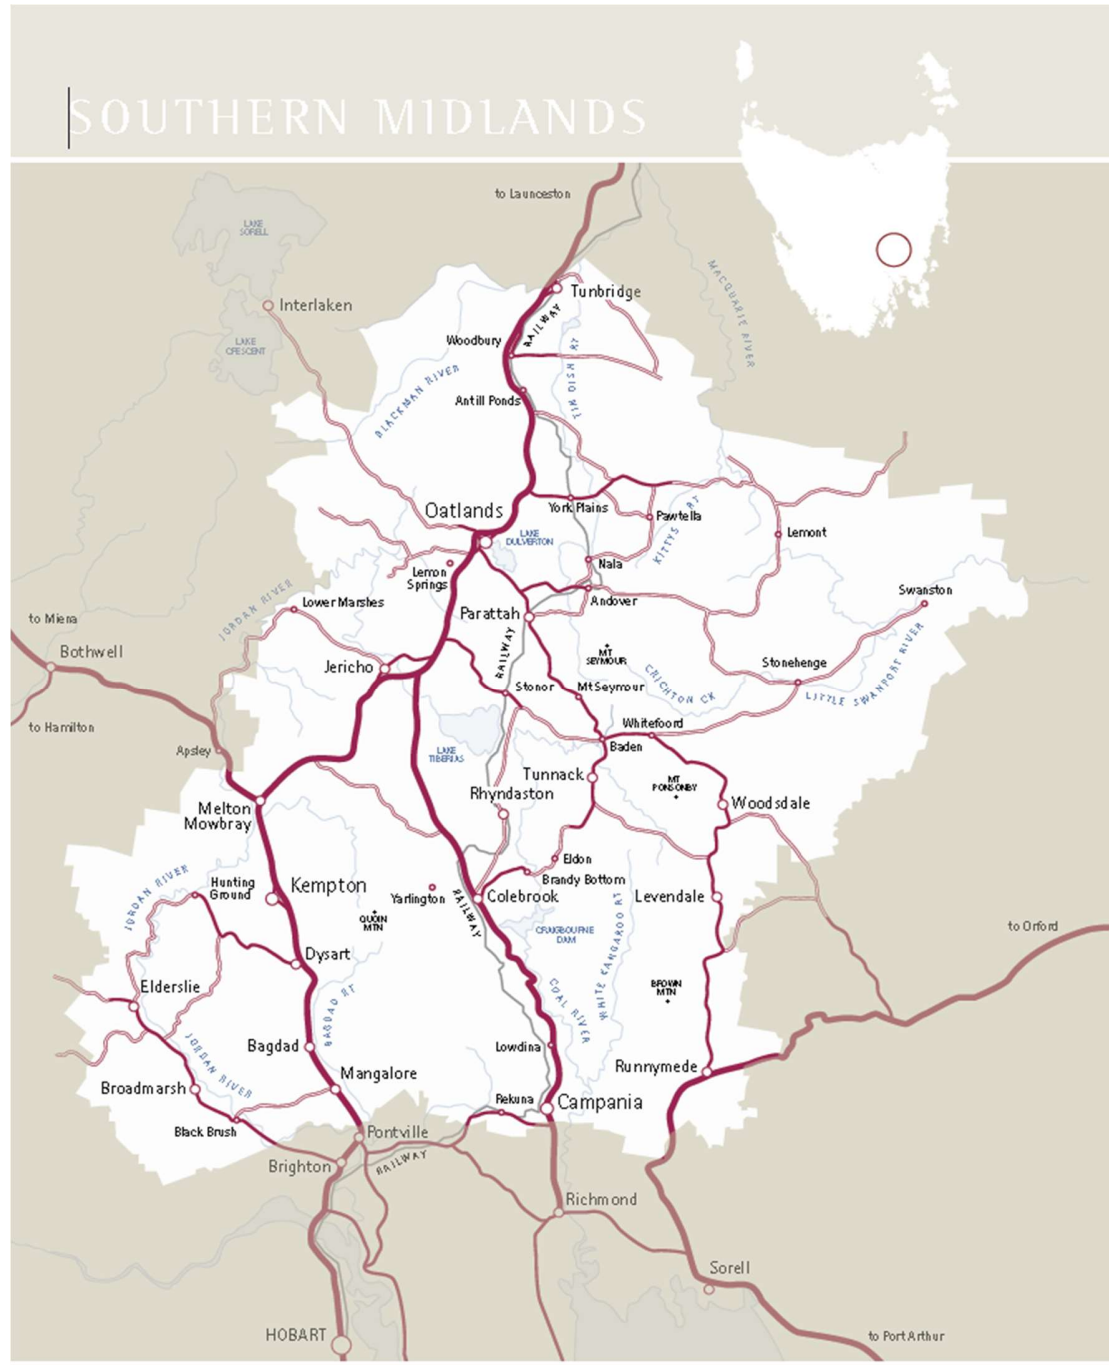 SOUTHERN MIDLANDS
to Launceston
LAKE
SORELL
MACQUARIE RIVER
Tunbridge
Interlaken
RAILWAY
Woodbury
LAKE
CRESCENT
BLACKMAN RIVER
TIN DISH RT
Antill Ponds
Oatlands
York Plains
Pawtella
KITTYS RT
Lemont
LAKE
DULVERTON
Nala
Lemon
Springs
Swanston
Lower Marshes
JORDAN RIVER
Andover
Parattah
to Miena
Bothwell
RAILWAY
MT
SEYMOUR
Jericho
Stonehenge
CRICHTON CK
LITTLE SWANPORT RIVER
Stonor
Mt Seymour
to Hamilton
Whitefoord
Apsley
LAKE
TIBERIAS
Baden
Tunnack
MT
PONSONBY
Rhyndaston
Woodsdale
Melton
Mowbray
Eldon
JORDAN RIVER
Hunting
Ground
Kempton
Brandy Bottom
Yarlington
Colebrook
Levendale
QUOIN
MTN
RAILWAY
CRAIGBOURNE
DAM
WHITE KANGAROO RT
to Orford
Dysart
Elderslie
BROWN
MTN
COAL RIVER
BAGDAD RT
Bagdad
Lowdina
JORDAN RIVER
Runnymede
Mangalore
Broadmarsh
Rekuna
Campania
Black Brush
Pontville
RAILWAY
Brighton
Richmond
Sorell
HOBART
to Port Arthur